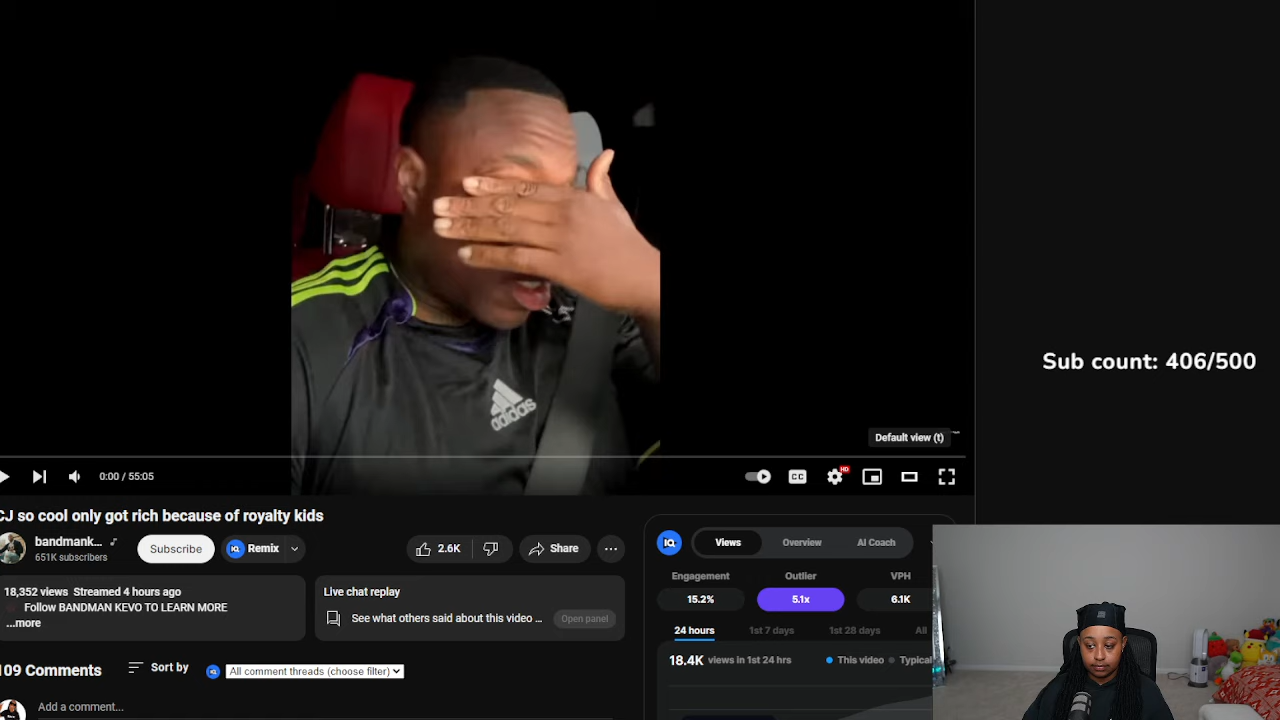 adidas
Sub count: 406/500
Default view (t)
0:00 / 55:05
CC
HD
CJ so cool only got rich because of royalty kids
bandmank...
651K subscribers
Subscribe
IQ Remix
2.6K
Share
18,352 views Streamed 4 hours ago
Follow BANDMAN KEVO TO LEARN MORE
...more
Live chat replay
See what others said about this video ...
Open panel
109 Comments
Sort by
All comment threads (choose filter)
Add a comment...
IQ
Views
Overview
AI Coach
Engagement
Outlier
VPH
15.2%
5.1x
6.1K
24 hours
1st 7 days
1st 28 days
All
18.4K views in 1st 24 hrs
This video
Typical